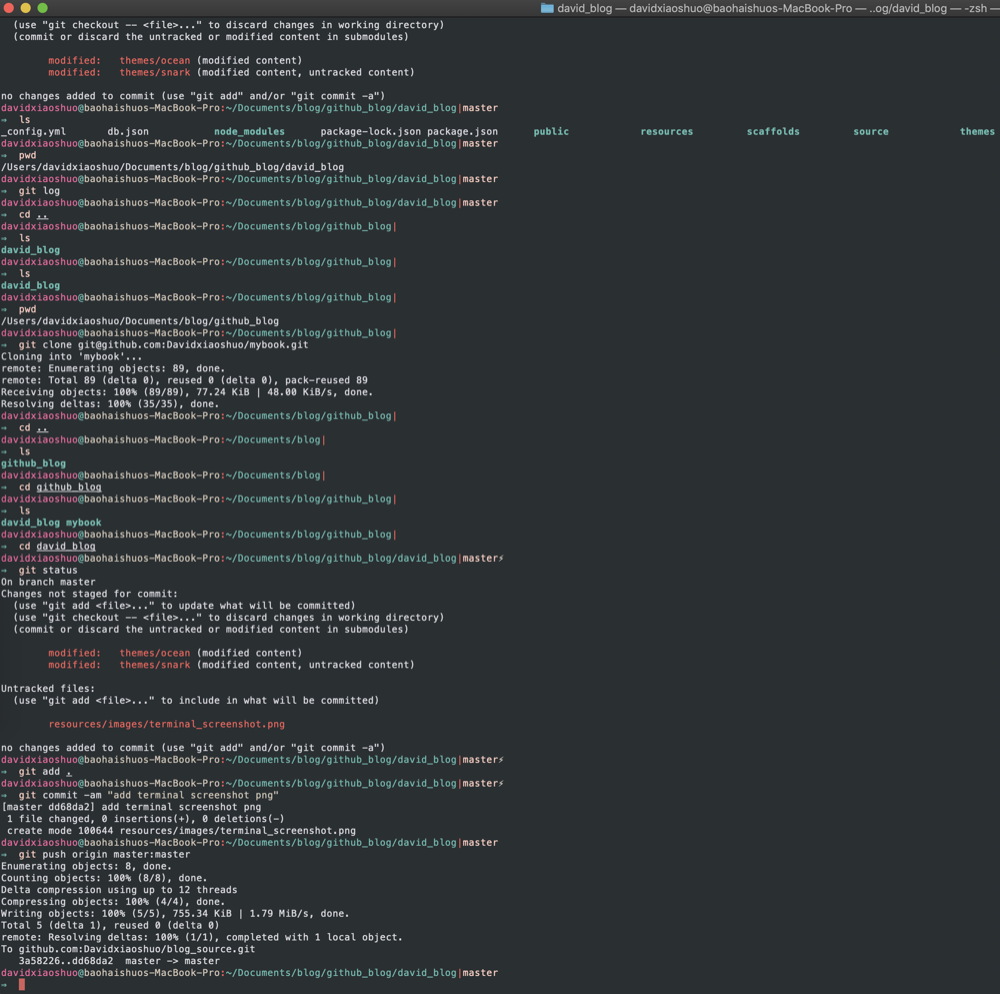 david_blog — davidxiaoshuo@baohaishuos-MacBook-Pro — ..og/david_blog — -zsh —
(use "git checkout -- <file>..." to discard changes in working directory)
(commit or discard the untracked or modified content in submodules)
modified:   themes/ocean (modified content)
modified:   themes/snark (modified content, untracked content)
no changes added to commit (use "git add" and/or "git commit -a")
davidxiaoshuo@baohaishuos-MacBook-Pro:~/Documents/blog/github_blog/david_blog|master
⇒  ls
_config.yml db.json node_modules package-lock.json package.json public resources scaffolds source themes
davidxiaoshuo@baohaishuos-MacBook-Pro:~/Documents/blog/github_blog/david_blog|master
⇒  pwd
/Users/davidxiaoshuo/Documents/blog/github_blog/david_blog
davidxiaoshuo@baohaishuos-MacBook-Pro:~/Documents/blog/github_blog/david_blog|master
⇒  git log
davidxiaoshuo@baohaishuos-MacBook-Pro:~/Documents/blog/github_blog/david_blog|master
⇒  cd ..
davidxiaoshuo@baohaishuos-MacBook-Pro:~/Documents/blog/github_blog|
⇒  ls
david_blog
davidxiaoshuo@baohaishuos-MacBook-Pro:~/Documents/blog/github_blog|
⇒  ls
david_blog
davidxiaoshuo@baohaishuos-MacBook-Pro:~/Documents/blog/github_blog|
⇒  pwd
/Users/davidxiaoshuo/Documents/blog/github_blog
davidxiaoshuo@baohaishuos-MacBook-Pro:~/Documents/blog/github_blog|
⇒  git clone git@github.com:Davidxiaoshuo/mybook.git
Cloning into 'mybook'...
remote: Enumerating objects: 89, done.
remote: Total 89 (delta 0), reused 0 (delta 0), pack-reused 89
Receiving objects: 100% (89/89), 77.24 KiB | 48.00 KiB/s, done.
Resolving deltas: 100% (35/35), done.
davidxiaoshuo@baohaishuos-MacBook-Pro:~/Documents/blog/github_blog|
⇒  cd ..
davidxiaoshuo@baohaishuos-MacBook-Pro:~/Documents/blog|
⇒  ls
github_blog
davidxiaoshuo@baohaishuos-MacBook-Pro:~/Documents/blog|
⇒  cd github_blog
davidxiaoshuo@baohaishuos-MacBook-Pro:~/Documents/blog/github_blog|
⇒  ls
david_blog mybook
davidxiaoshuo@baohaishuos-MacBook-Pro:~/Documents/blog/github_blog|
⇒  cd david_blog
davidxiaoshuo@baohaishuos-MacBook-Pro:~/Documents/blog/github_blog/david_blog|master⚡
⇒  git status
On branch master
Changes not staged for commit:
(use "git add <file>..." to update what will be committed)
(use "git checkout -- <file>..." to discard changes in working directory)
(commit or discard the untracked or modified content in submodules)
modified:   themes/ocean (modified content)
modified:   themes/snark (modified content, untracked content)
Untracked files:
(use "git add <file>..." to include in what will be committed)
resources/images/terminal_screenshot.png
no changes added to commit (use "git add" and/or "git commit -a")
davidxiaoshuo@baohaishuos-MacBook-Pro:~/Documents/blog/github_blog/david_blog|master⚡
⇒  git add .
davidxiaoshuo@baohaishuos-MacBook-Pro:~/Documents/blog/github_blog/david_blog|master⚡
⇒  git commit -am "add terminal screenshot png"
[master dd68da2] add terminal screenshot png
1 file changed, 0 insertions(+), 0 deletions(-)
create mode 100644 resources/images/terminal_screenshot.png
davidxiaoshuo@baohaishuos-MacBook-Pro:~/Documents/blog/github_blog/david_blog|master
⇒  git push origin master:master
Enumerating objects: 8, done.
Counting objects: 100% (8/8), done.
Delta compression using up to 12 threads
Compressing objects: 100% (4/4), done.
Writing objects: 100% (5/5), 755.34 KiB | 1.79 MiB/s, done.
Total 5 (delta 1), reused 0 (delta 0)
remote: Resolving deltas: 100% (1/1), completed with 1 local object.
To github.com:Davidxiaoshuo/blog_source.git
3a58226..dd68da2  master -> master
davidxiaoshuo@baohaishuos-MacBook-Pro:~/Documents/blog/github_blog/david_blog|master
⇒